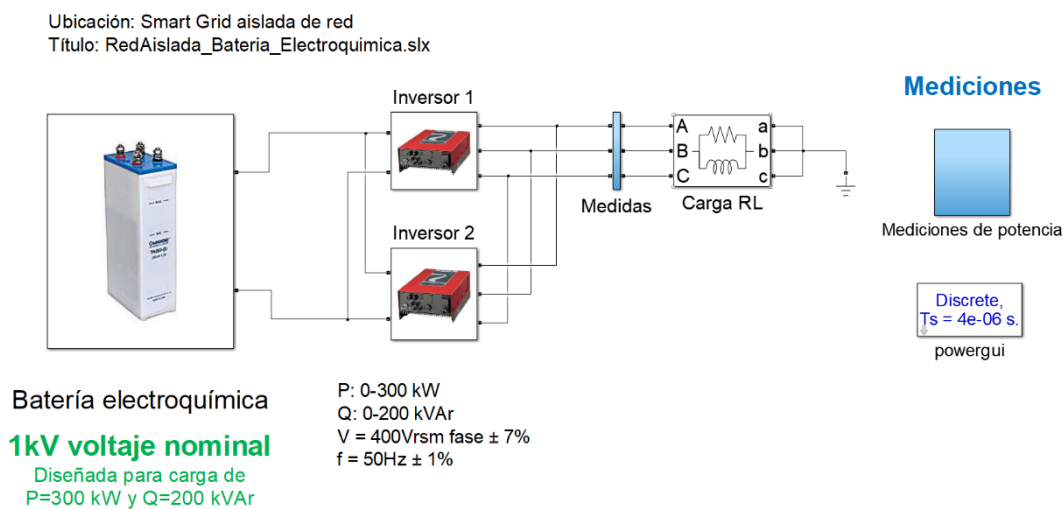 Ubicación: Smart Grid aislada de red
Título: RedAislada_Bateria_Electroquimica.slx
Mediciones
Inversor 1
A
a
B
b
C
c
Medidas
Carga RL
Inversor 2
Mediciones de potencia
Discrete,
Ts = 4e-06 s.
powergui
Batería electroquímica
1kV voltaje nominal
Diseñada para carga de
P=300 kW y Q=200 kVAr
P: 0-300 kW
Q: 0-200 kVAr
V = 400Vrsm fase ± 7%
f = 50Hz ± 1%